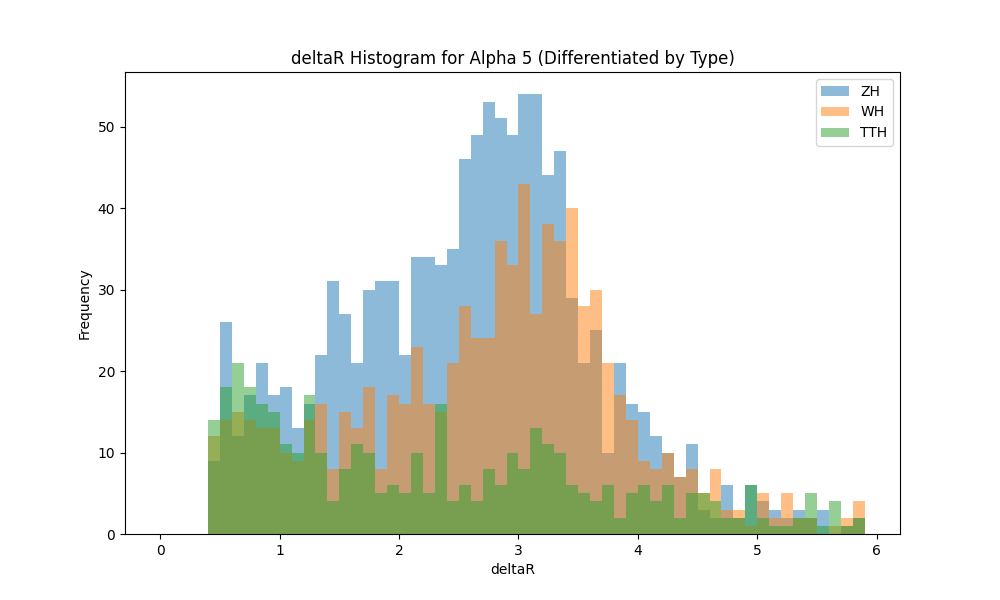 deltaR Histogram for Alpha 5 (Differentiated by Type)
ZH
WH
TTH
Frequency
50
40
30
20
10
0
0 1 2 3 4 5 6
deltaR